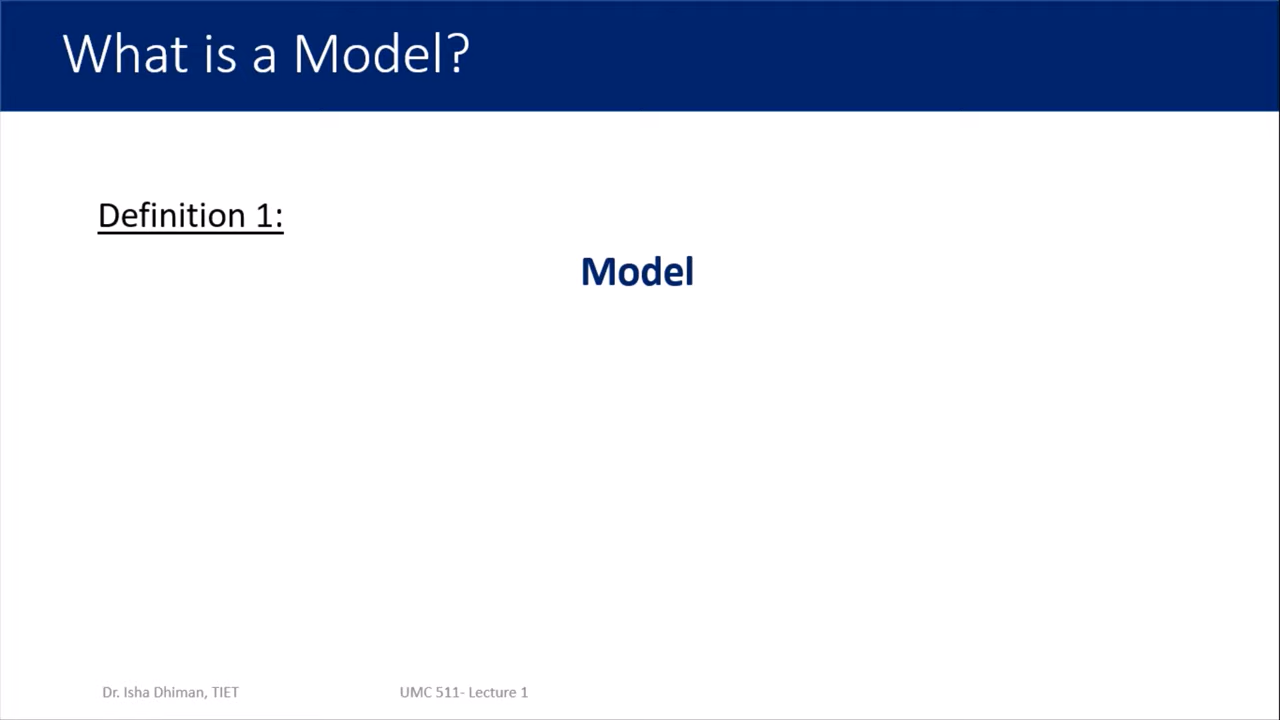 What is a Model?
Definition 1:
Model
Dr. Isha Dhiman, TIET
UMC 511- Lecture 1